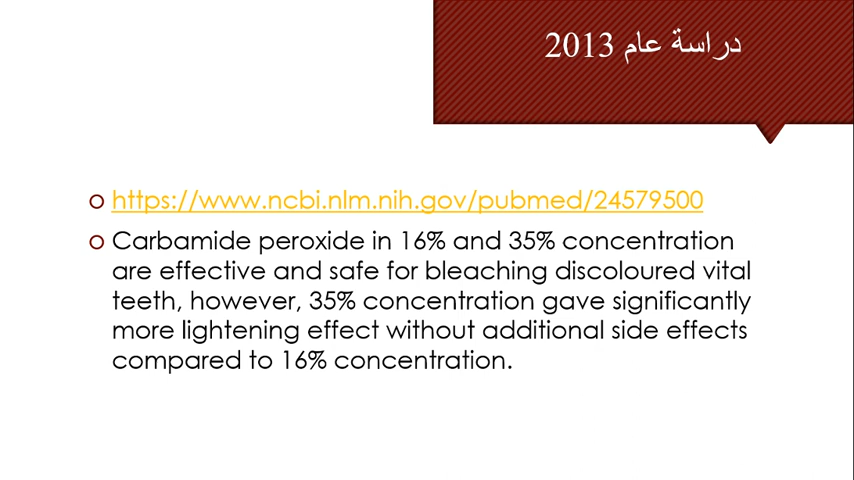 دراسة عام 2013
https://www.ncbi.nlm.nih.gov/pubmed/24579500
Carbamide peroxide in 16% and 35% concentration
are effective and safe for bleaching discoloured vital
teeth, however, 35% concentration gave significantly
more lightening effect without additional side effects
compared to 16% concentration.